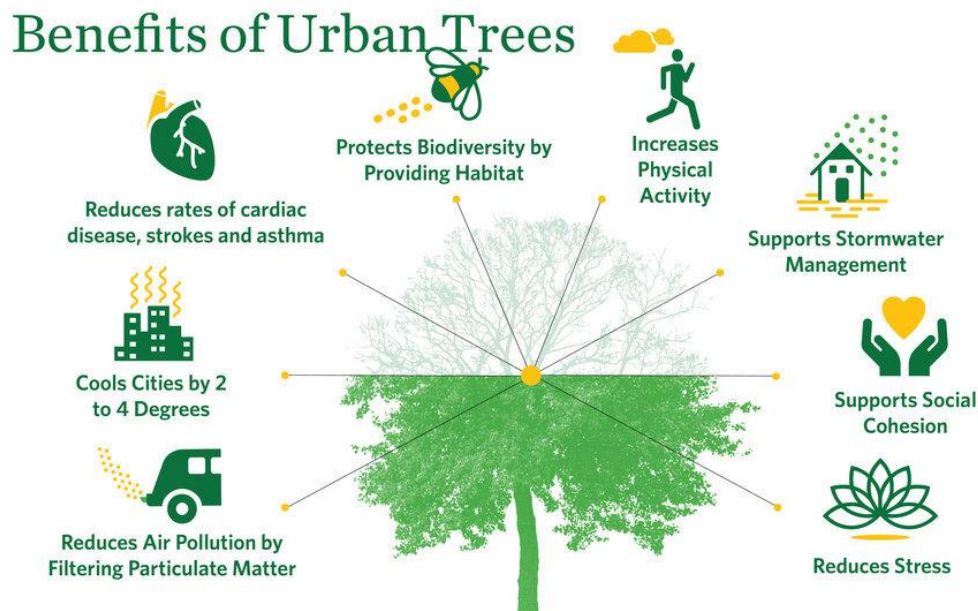 Benefits of Urban Trees
Reduces rates of cardiac
disease, strokes and asthma
Protects Biodiversity by
Providing Habitat
Increases
Physical
Activity
Supports Stormwater
Management
Cools Cities by 2
to 4 Degrees
Supports Social
Cohesion
Reduces Air Pollution by
Filtering Particulate Matter
Reduces Stress